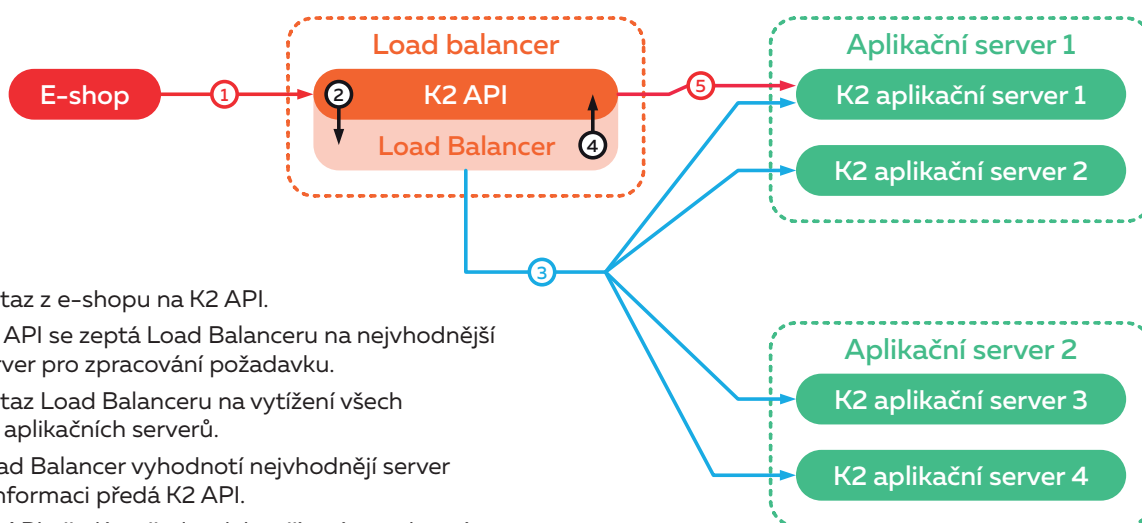 Load balancer
Aplikační server 1
E-shop
1
2
K2 API
5
K2 aplikační server 1
Load Balancer
4
K2 aplikační server 2
3
taz z e-shopu na K2 API.
API se zeptá Load Balanceru na nejvhodnější
rver pro zpracování požadavku.
taz Load Balanceru na vytížení všech
aplikačních serverů.
ad Balancer vyhodnotí nejvhodnějí server
nformaci předá K2 API.
Aplikační server 2
K2 aplikační server 3
K2 aplikační server 4